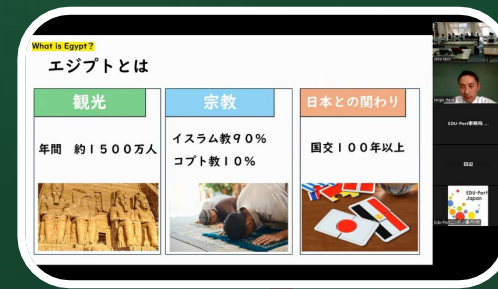 What is Egypt?
エジプトとは
観光
年間 約１５００万人
宗教
イスラム教９０％
コプト教１０％
日本との関わり
国交１００年以上
EDU-Port事務局...
田辺
EDU-Port
Japan